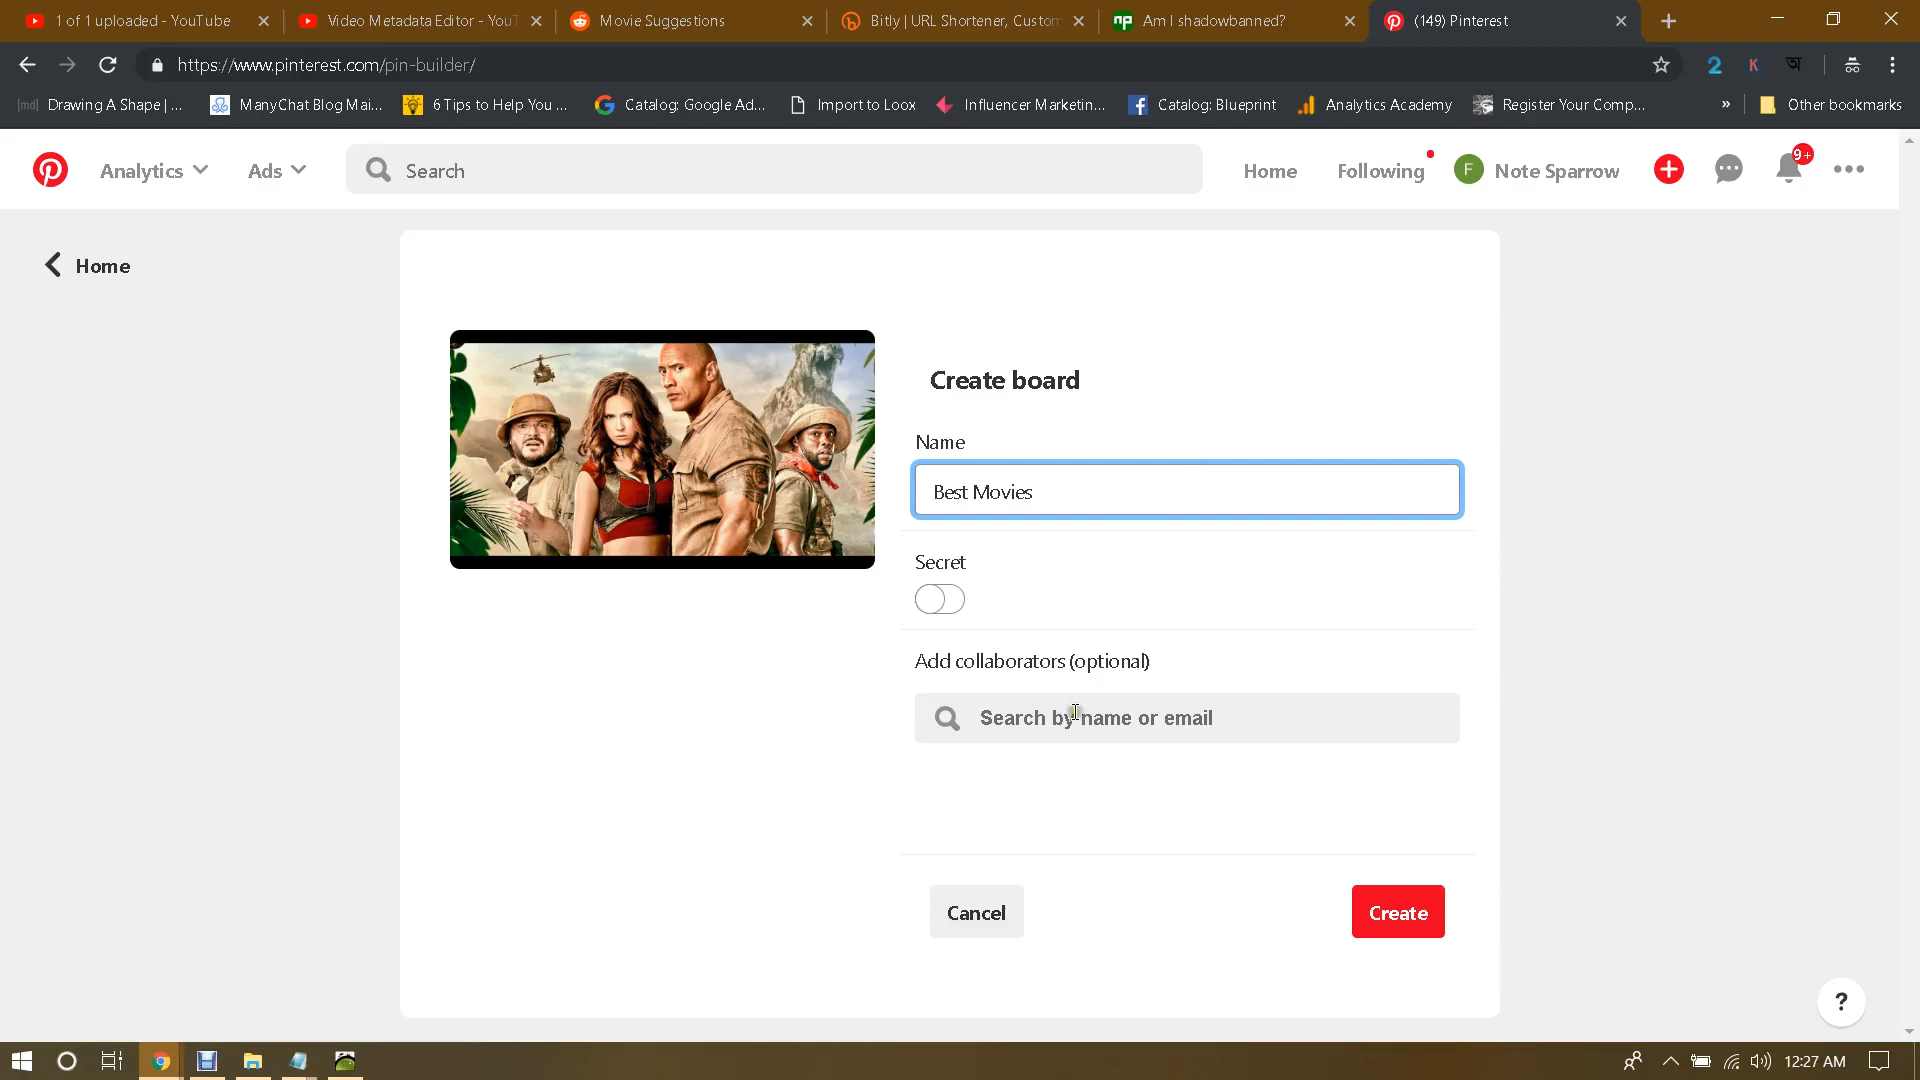 1 of 1 uploaded - YouTube
Video Metadata Editor - YouT
Movie Suggestions
Bitly | URL Shortener, Custom
Am I shadowbanned?
(149) Pinterest
https://www.pinterest.com/pin-builder/
2
K
অ
[md] Drawing A Shape | ...
ManyChat Blog Mai...
6 Tips to Help You ...
Catalog: Google Ad...
Import to Loox
Influencer Marketin...
Catalog: Blueprint
Analytics Academy
Register Your Comp...
»
Other bookmarks
Analytics
Ads
Search
Home
Following
F
Note Sparrow
9+
Home
Create board
Name
Best Movies
Secret
Add collaborators (optional)
Search by name or email
Cancel
Create
?
12:27 AM